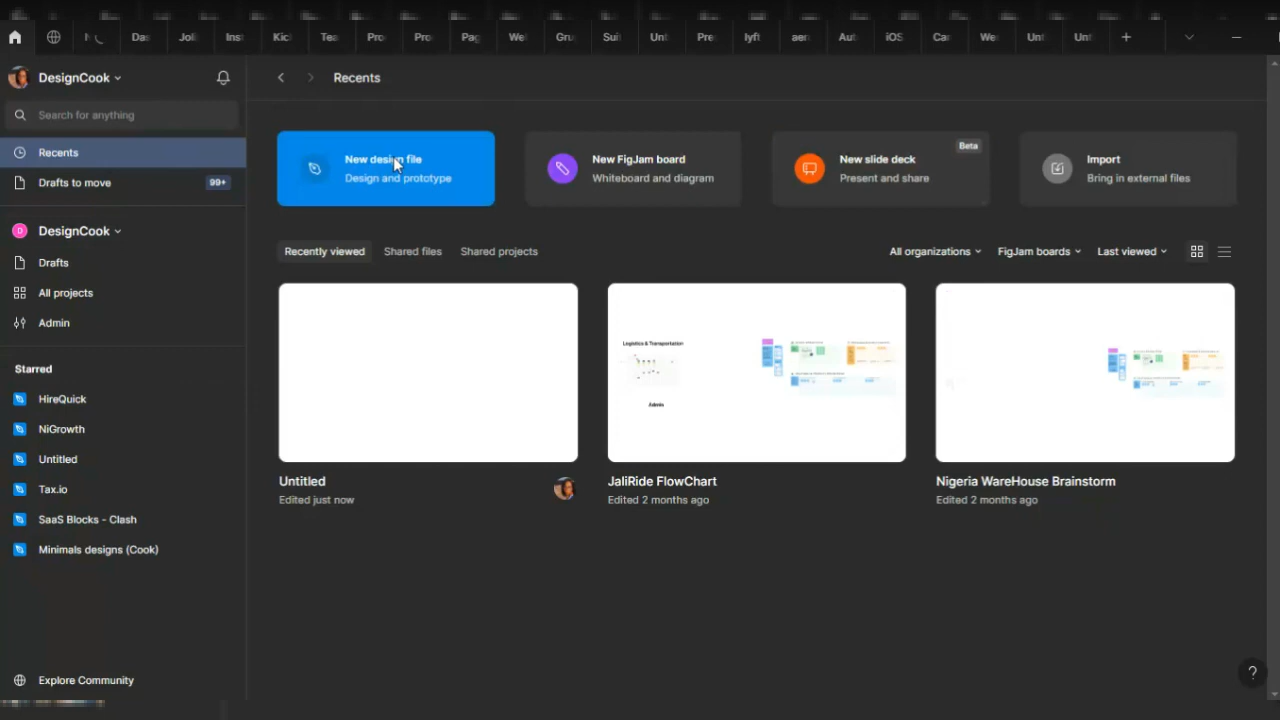 Das Joli Inst Kicl Tea Pro Pro Pag We Gru Sui Unt Pre lyft aer Aut iOS Car We Unt Unt
DesignCook
Recents
Search for anything
Recents
Drafts to move 99+
DesignCook
Drafts
All projects
Admin
Starred
HireQuick
NiGrowth
Untitled
Tax.io
SaaS Blocks - Clash
Minimals designs (Cook)
Explore Community
New design file
Design and prototype
New FigJam board
Whiteboard and diagram
New slide deck
Present and share
Beta
Import
Bring in external files
Recently viewed Shared files Shared projects
All organizations FigJam boards Last viewed
Logistics & Transportation
Admin
Untitled
Edited just now
JaliRide FlowChart
Edited 2 months ago
Nigeria WareHouse Brainstorm
Edited 2 months ago
?